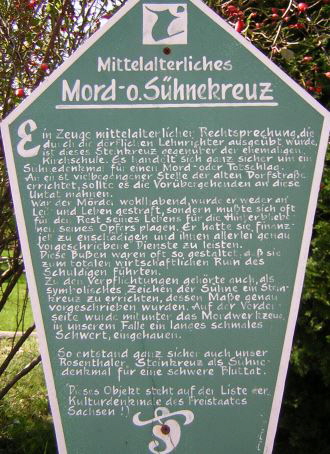 Mittelalterliches
Mord-o. Sühnekreuz
Ein Zeuge mittelalterlicher Rechtsprechung, die
durch die dörflichen Lehnrichter ausgeübt wurde,
ist dieses Steinkreuz gegenüber der ehemaligen
Kirchschule. Es handelt sich ganz sicher um ein
Sühnedenkmal für einen Mord oder Totschlag.
An einst vielbegangener Stelle der alten Dorfstraße
errichtet, sollte es die Vorübergehenden an diese
Untat mahnen.
War der Mörder wohlhabend, wurde er weder an
Leib und Leben gestraft, sondern mußte sich oft
für den Rest seines Lebens für die Hinterblieb-
nen seines Opfers plagen. Er hatte sie finanz-
iell zu entschädigen und ihnen allerlei genau
vorgeschriebene Dienste zu leisten.
Diese Bußen waren oft so gestaltet, daß sie
zum totalen wirtschaftlichen Ruin des
Schuldigen führten.
Zu den Verpflichtungen gehörte auch, als
symbolisches Zeichen der Sühne ein Stein-
kreuz zu errichten, dessen Maße genau
vorgeschrieben wurden. Auf der Vorder-
seite wurde mitunter das Mordwerkzeug,
in unserem Falle ein langes schmales
Schwert, eingehauen.
So entstand ganz sicher auch unser
Rosenthaler Steinkreuz als Sühne-
denkmal für eine schwere Bluttat.
(Dieses Objekt steht auf der Liste der
Kulturdenkmale des Freistaates
Sachsen!)